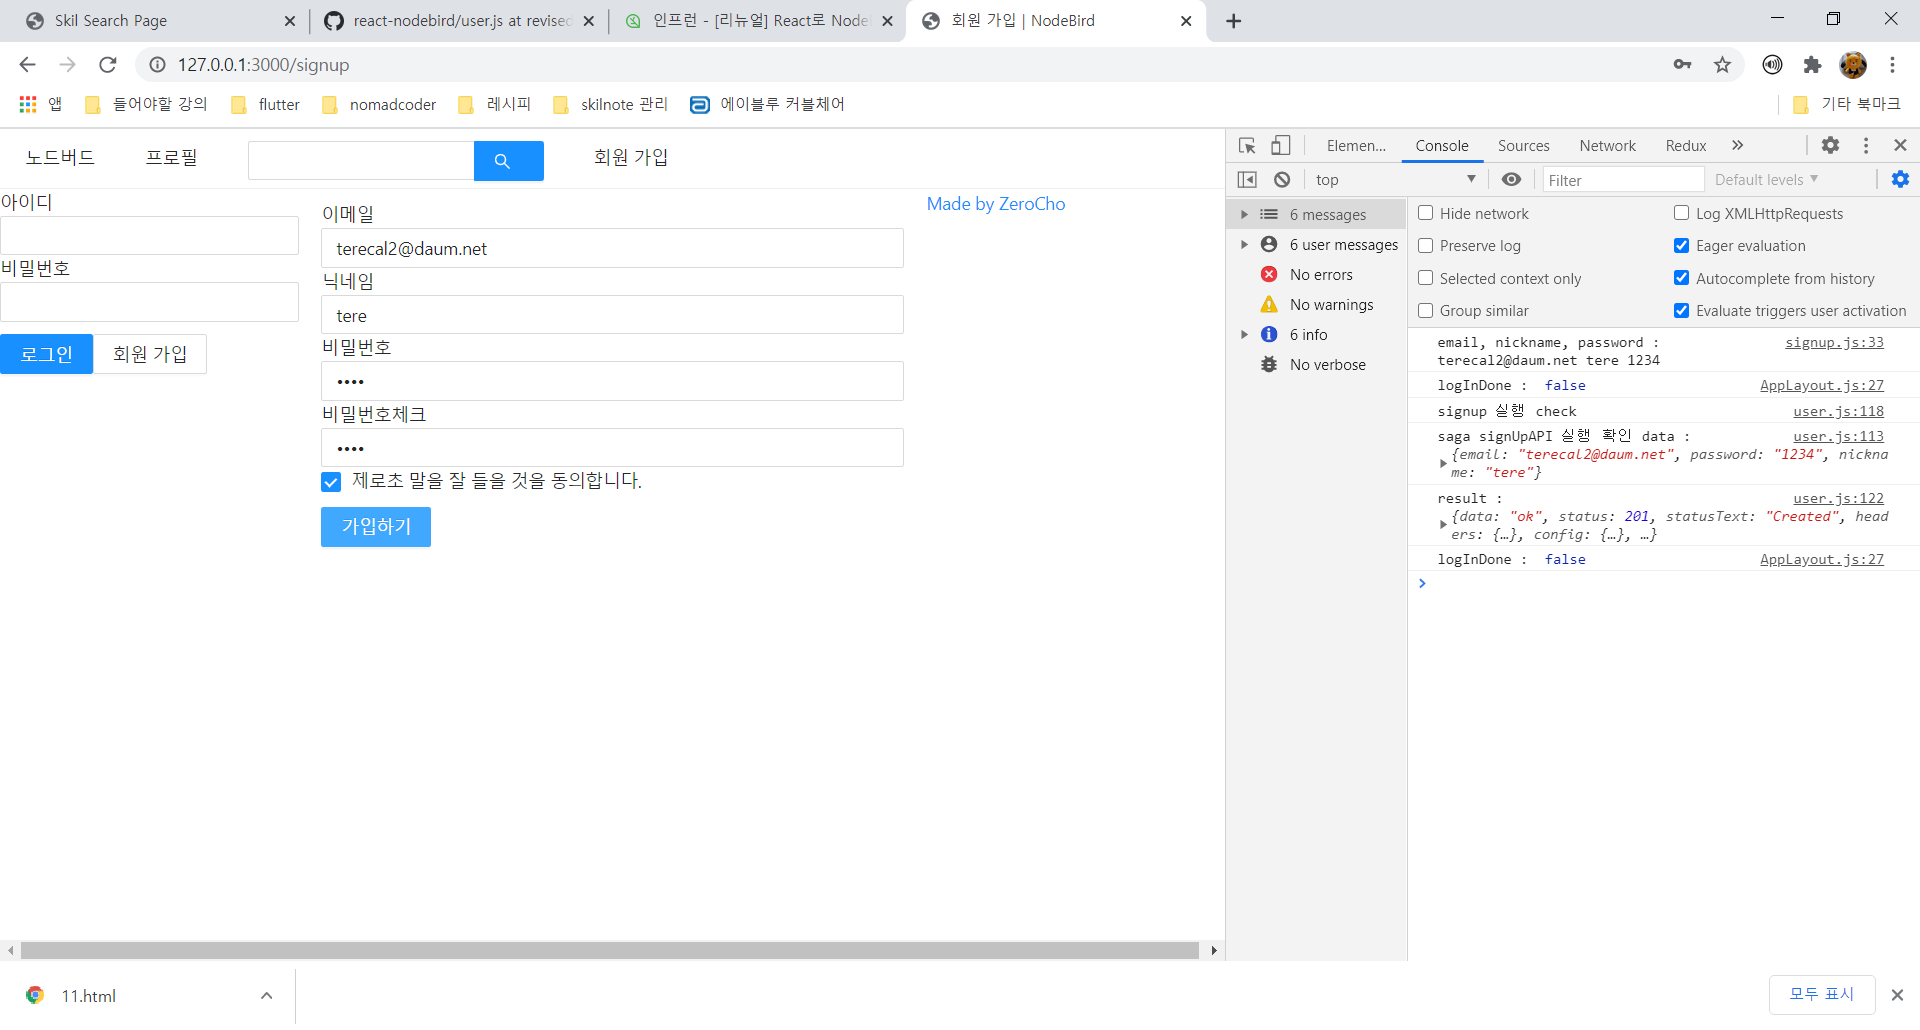 Skil Search Page
react-nodebird/user.js at revised
인프런 - [리뉴얼] React로 Node
회원 가입 | NodeBird
127.0.0.1:3000/signup
앱
들어야할 강의
flutter
nomadcoder
레시피
skilnote 관리
에이블루 커블체어
기타 북마크
노드버드
프로필
회원 가입
아이디
비밀번호
로그인
회원 가입
이메일
terecal2@daum.net
닉네임
tere
비밀번호
••••
비밀번호체크
••••
제로초 말을 잘 들을 것을 동의합니다.
가입하기
Made by ZeroCho
Elemen...
Console
Sources
Network
Redux
»
top
Filter
Default levels
6 messages
6 user messages
No errors
No warnings
6 info
No verbose
Hide network
Log XMLHttpRequests
Preserve log
Eager evaluation
Selected context only
Autocomplete from history
Group similar
Evaluate triggers user activation
email, nickname, password : signup.js:33
terecal2@daum.net tere 1234
logInDone : false AppLayout.js:27
signup 실행 check user.js:118
saga signUpAPI 실행 확인 data : user.js:113
{email: "terecal2@daum.net", password: "1234", nickna
me: "tere"}
result : user.js:122
{data: "ok", status: 201, statusText: "Created", head
ers: {…}, config: {…}, …}
logInDone : false AppLayout.js:27
11.html
모두 표시